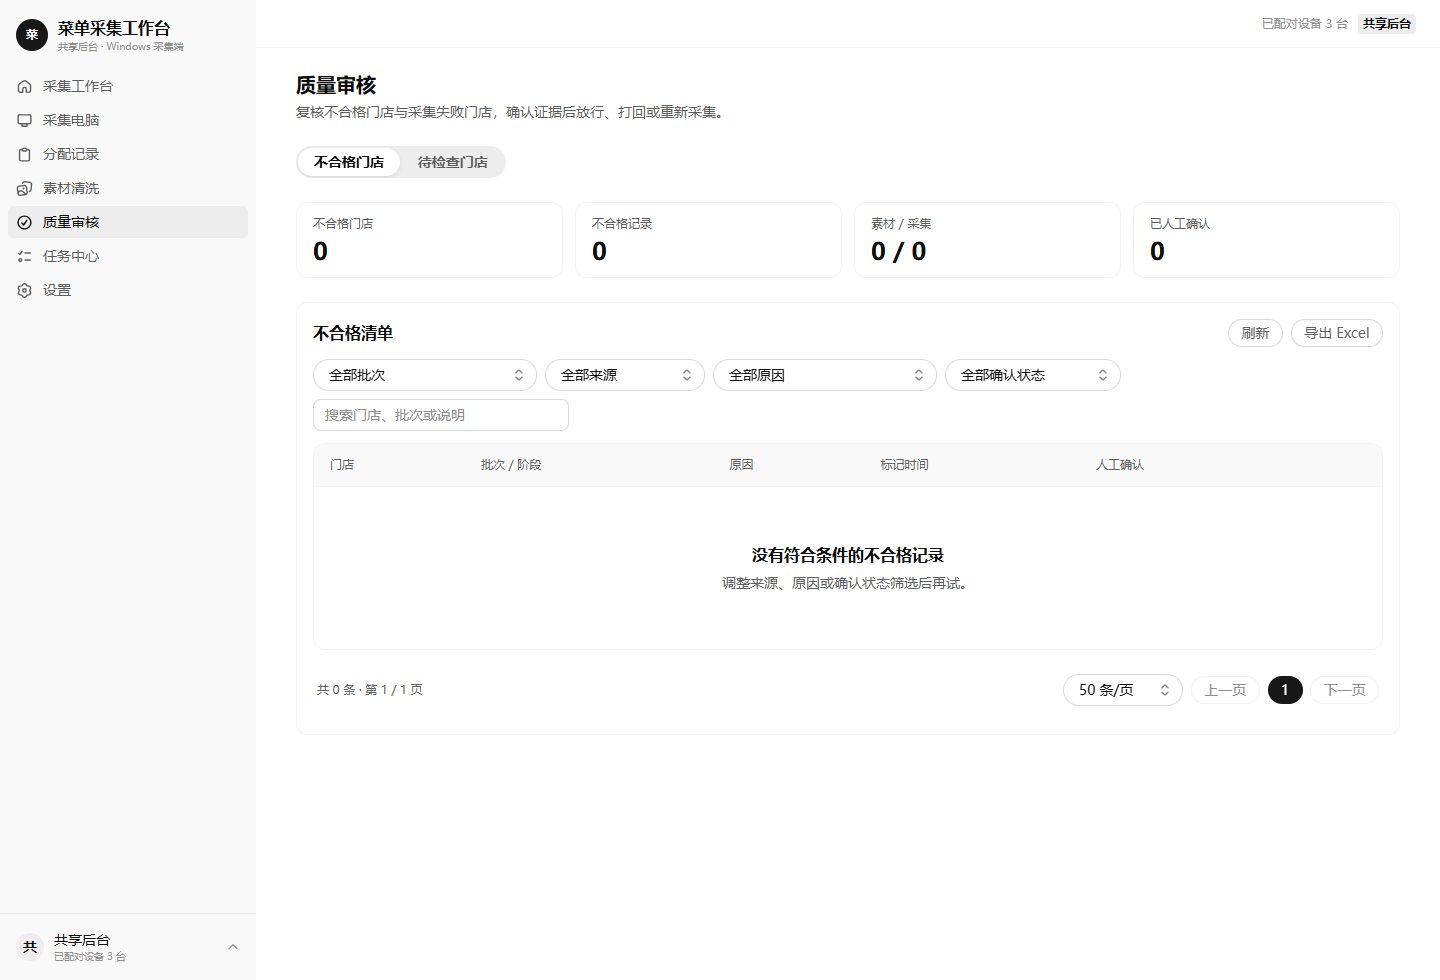 菜
菜单采集工作台
共享后台 · Windows 采集端
采集工作台
采集电脑
分配记录
素材清洗
质量审核
任务中心
设置
共
共享后台
已配对设备 3 台
已配对设备 3 台 共享后台
质量审核
复核不合格门店与采集失败门店，确认证据后放行、打回或重新采集。
不合格门店 待检查门店
不合格门店
0
不合格记录
0
素材 / 采集
0 / 0
已人工确认
0
不合格清单
刷新 导出 Excel
全部批次 全部来源 全部原因 全部确认状态
搜索门店、批次或说明
门店 批次 / 阶段 原因 标记时间 人工确认
没有符合条件的不合格记录
调整来源、原因或确认状态筛选后再试。
共 0 条 · 第 1 / 1 页
50 条/页 上一页 1 下一页